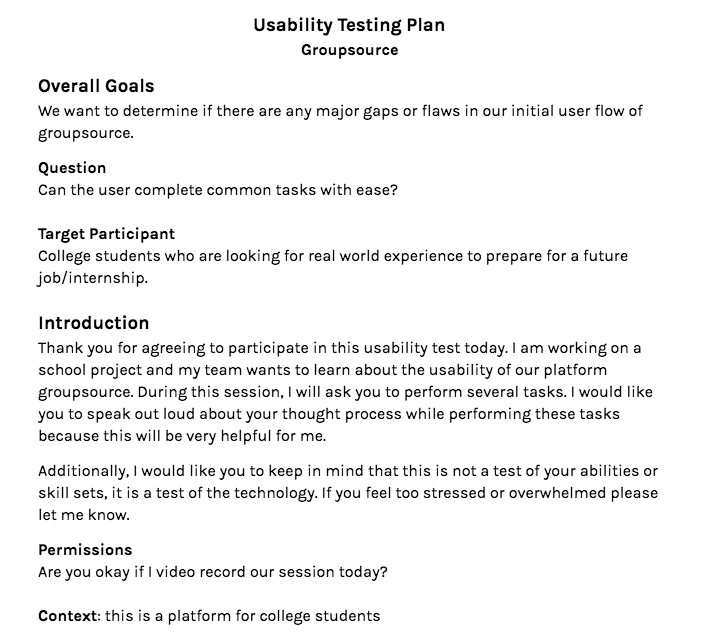 Usability Testing Plan
Groupsource
Overall Goals
We want to determine if there are any major gaps or flaws in our initial user flow of
groupsource.
Question
Can the user complete common tasks with ease?
Target Participant
College students who are looking for real world experience to prepare for a future
job/internship.
Introduction
Thank you for agreeing to participate in this usability test today. I am working on a
school project and my team wants to learn about the usability of our platform
groupsource. During this session, I will ask you to perform several tasks. I would like
you to speak out loud about your thought process while performing these tasks
because this will be very helpful for me.
Additionally, I would like you to keep in mind that this is not a test of your abilities or
skill sets, it is a test of the technology. If you feel too stressed or overwhelmed please
let me know.
Permissions
Are you okay if I video record our session today?
Context: this is a platform for college students